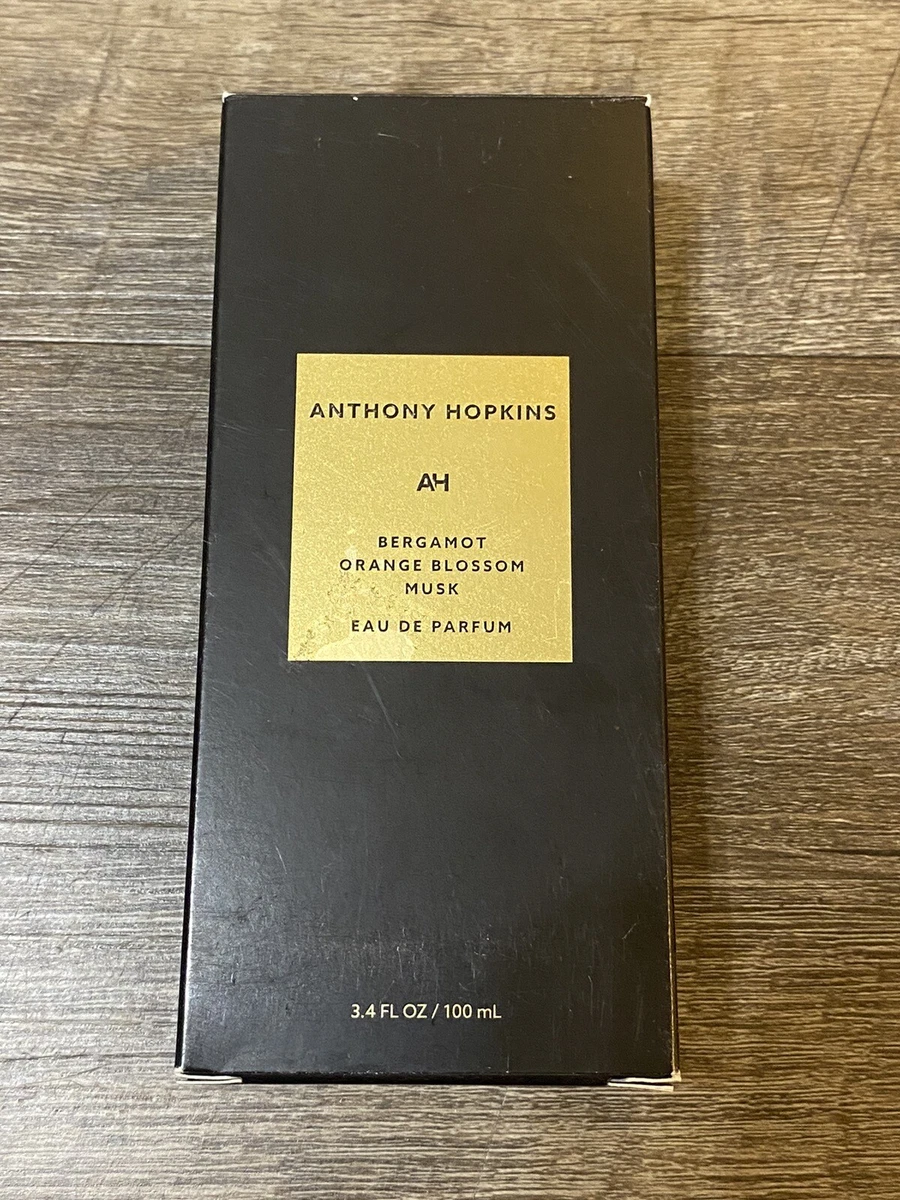 ANTHONY HOPKINS
AH
BERGAMOT
ORANGE BLOSSOM
MUSK
EAU DE PARFUM
3.4 FL OZ / 100 mL